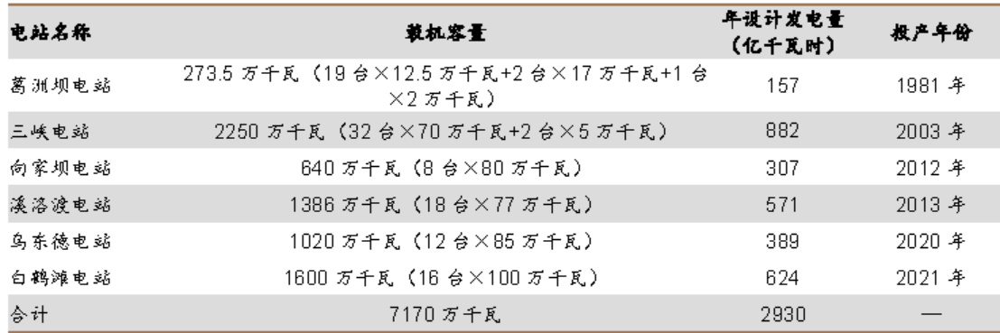 电站名称 装机容量 年设计发电量（亿千瓦时） 投产年份
葛洲坝电站 273.5 万千瓦（19 台×12.5 万千瓦+2 台×17 万千瓦+1 台×2 万千瓦） 157 1981 年
三峡电站 2250 万千瓦（32 台×70 万千瓦+2 台×5 万千瓦） 882 2003 年
向家坝电站 640 万千瓦（8 台×80 万千瓦） 307 2012 年
溪洛渡电站 1386 万千瓦（18 台×77 万千瓦） 571 2013 年
乌东德电站 1020 万千瓦（12 台×85 万千瓦） 389 2020 年
白鹤滩电站 1600 万千瓦（16 台×100 万千瓦） 624 2021 年
合计 7170 万千瓦 2930 —